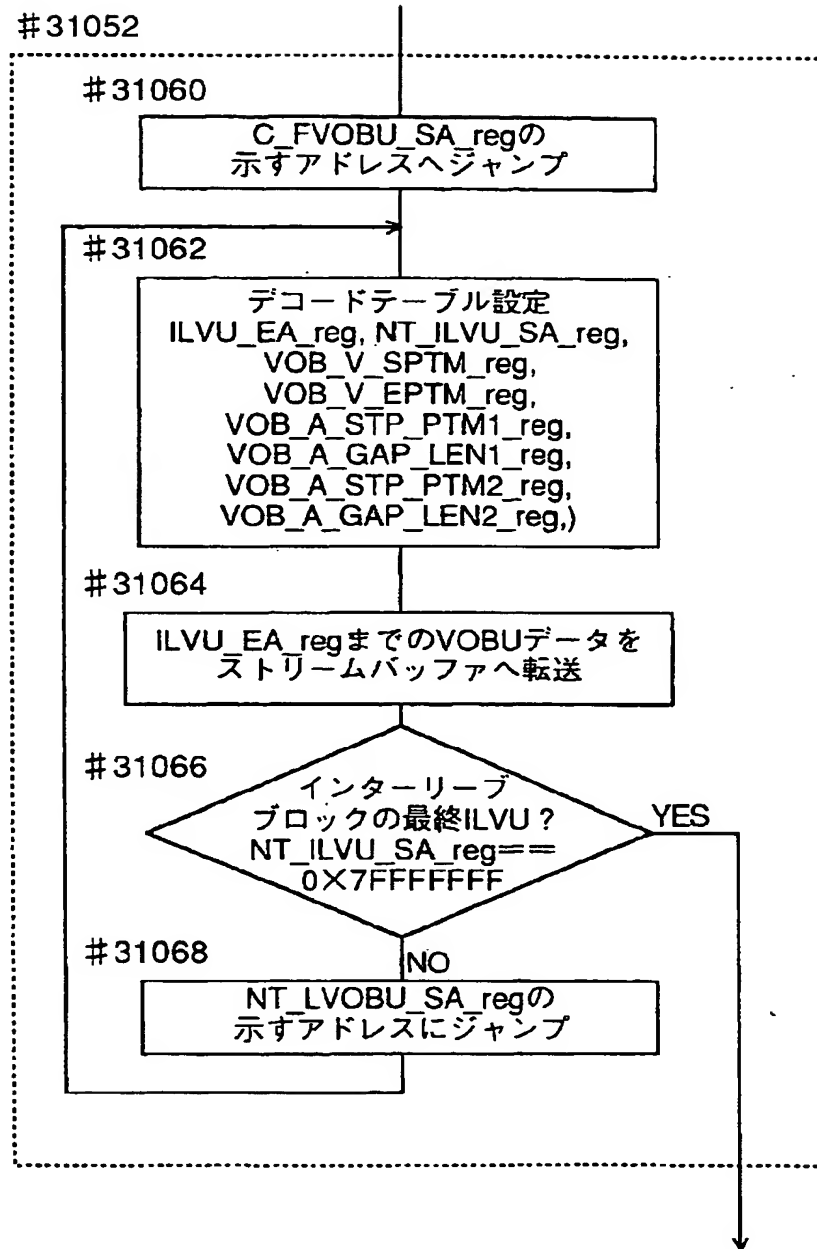 #31052
#31060
C_FVOBU_SA_regの
示すアドレスへジャンプ
#31062
デコードテーブル設定
ILVU_EA_reg, NT_ILVU_SA_reg,
VOB_V_SPTM_reg,
VOB_V_EPTM_reg,
VOB_A_STP_PTM1_reg,
VOB_A_GAP_LEN1_reg,
VOB_A_STP_PTM2_reg,
VOB_A_GAP_LEN2_reg,)
#31064
ILVU_EA_regまでのVOBUデータを
ストリームバッファへ転送
#31066
インターリーブ
ブロックの最終ILVU?
NT_ILVU_SA_reg==
0×7FFFFFFF
YES
#31068
NO
NT_LVOBU_SA_regの
示すアドレスにジャンプ